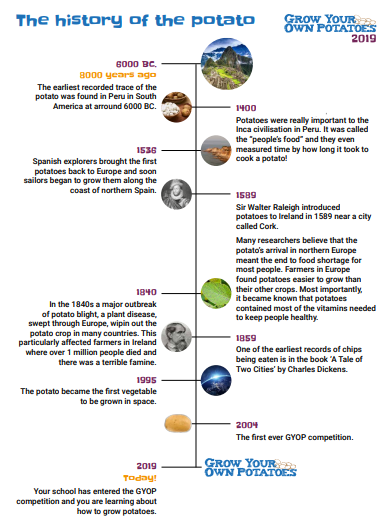 The history of the potato
GROW YOUR
OWN POTATOES
2019
6000 BC.
8000 years ago
The earliest recorded trace of the
potato was found in Peru in South
America at arround 6000 BC.
1400
Potatoes were really important to the
Inca civilisation in Peru. It was called
the “people's food” and they even
measured time by how long it took to
cook a potato!
1536
Spanish explorers brought the first
potatoes back to Europe and soon
sailors began to grow them along the
coast of northern Spain.
1589
Sir Walter Raleigh introduced
potatoes to Ireland in 1589 near a city
called Cork.
Many researchers believe that the
potato's arrival in northern Europe
meant the end to food shortage for
most people. Farmers in Europe
found potatoes easier to grow than
their other crops. Most importantly,
it became known that potatoes
contained most of the vitamins needed
to keep people healthy.
1840
In the 1840s a major outbreak
of potato blight, a plant disease,
swept through Europe, wipin out the
potato crop in many countries. This
particularly affected farmers in Ireland
where over 1 million people died and
there was a terrible famine.
1859
One of the earliest records of chips
being eaten is in the book 'A Tale of
Two Cities' by Charles Dickens.
1995
The potato became the first vegetable
to be grown in space.
2004
The first ever GYOP competition.
2019
Today!
GROW YOUR
OWN POTATOES
Your school has entered the GYOP
competition and you are learning about
how to grow potatoes.